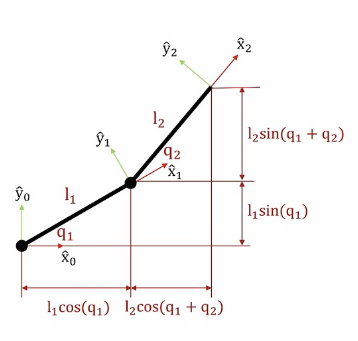 ŷ₂ x̂₂
l₂
ŷ₁ q₂ l₂sin(q₁ + q₂)
l₁ x̂₁
ŷ₀ l₁sin(q₁)
q₁
x̂₀
l₁cos(q₁) l₂cos(q₁ + q₂)